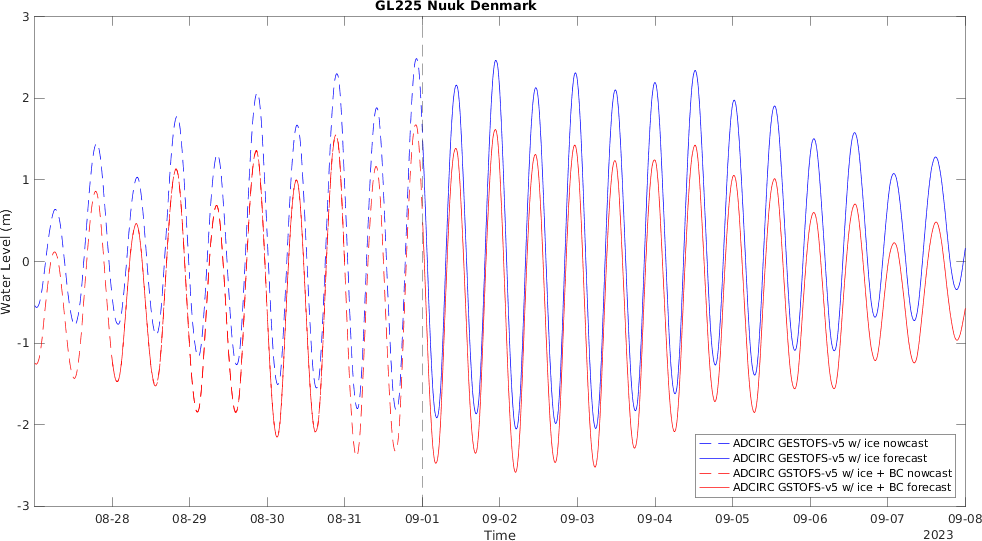 GL225 Nuuk Denmark
3
2
1
0
-1
-2
-3
Water Level (m)
ADCIRC GESTOFS-v5 w/ ice nowcast
ADCIRC GESTOFS-v5 w/ ice forecast
ADCIRC GSTOFS-v5 w/ ice + BC nowcast
ADCIRC GSTOFS-v5 w/ ice + BC forecast
08-28 08-29 08-30 08-31 09-01 09-02 09-03 09-04 09-05 09-06 09-07 09-08
Time
2023